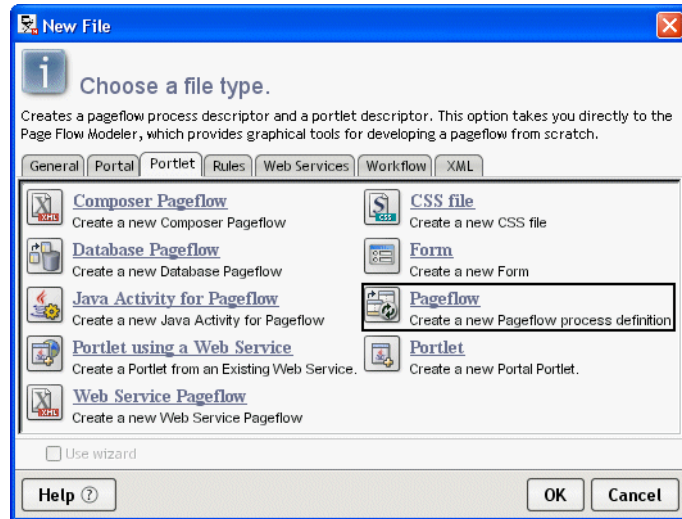 New File
Choose a file type.
Creates a pageflow process descriptor and a portlet descriptor. This option takes you directly to the
Page Flow Modeler, which provides graphical tools for developing a pageflow from scratch.
General Portal Portlet Rules Web Services Workflow XML
Composer Pageflow
Create a new Composer Pageflow
CSS file
Create a new CSS file
Database Pageflow
Create a new Database Pageflow
Form
Create a new Form
Java Activity for Pageflow
Create a new Java Activity for Pageflow
Pageflow
Create a new Pageflow process definition
Portlet using a Web Service
Create a Portlet from an Existing Web Service.
Portlet
Create a new Portal Portlet.
Web Service Pageflow
Create a new Web Service Pageflow
Use wizard
Help ?
OK Cancel